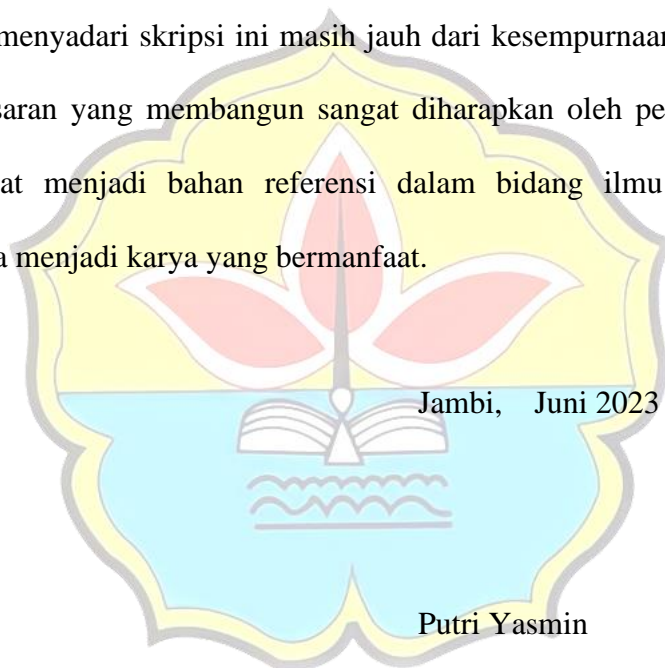 menyadari skripsi ini masih jauh dari kesempurnaan
saran yang membangun sangat diharapkan oleh pe
at menjadi bahan referensi dalam bidang ilmu
a menjadi karya yang bermanfaat.
Jambi, Juni 2023
Putri Yasmin